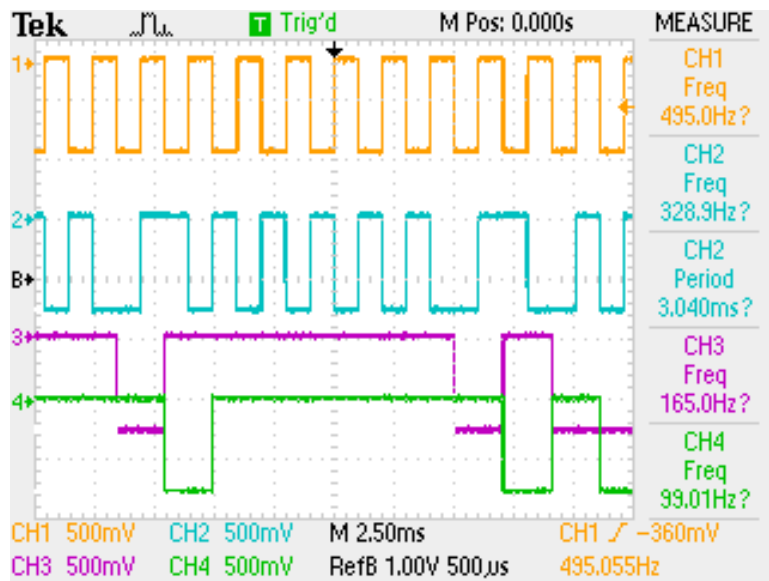 Tek T Trig'd M Pos: 0.000s MEASURE
1 CH1
Freq
495.0Hz?
CH2
Freq
2 328.9Hz?
CH2
B Period
3.040ms?
3 CH3
Freq
4 165.0Hz?
CH4
Freq
99.01Hz?
CH1 500mV CH2 500mV M 2.50ms CH1 -360mV
CH3 500mV CH4 500mV RefB 1.00V 500µs 495.055Hz